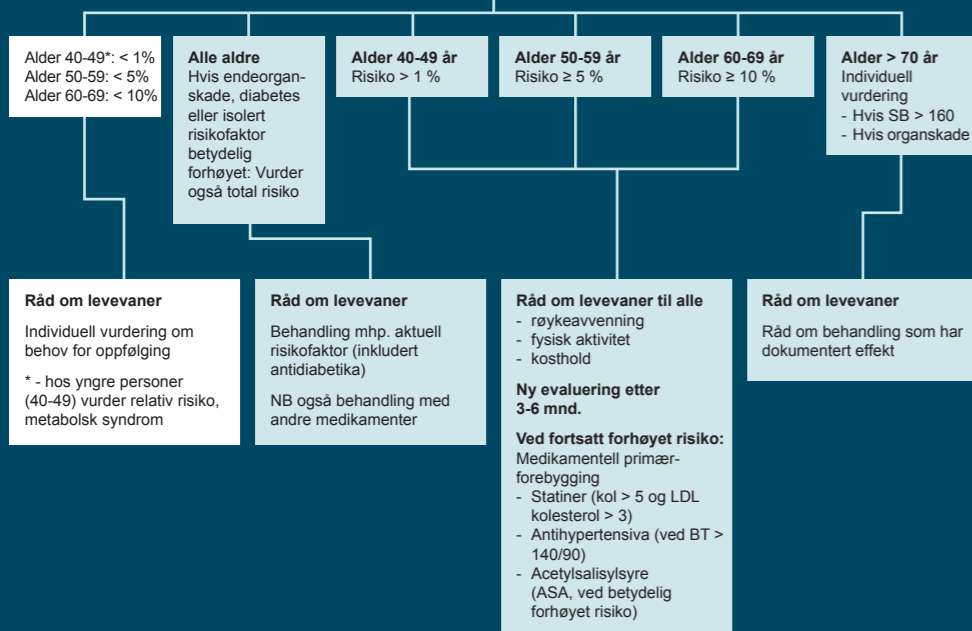 Alder 40-49*: < 1%
Alder 50-59: < 5%
Alder 60-69: < 10%
Alle aldre
Hvis endeorgan-
skade, diabetes
eller isolert
risikofaktor
betydelig
forhøyet: Vurder
også total risiko
Alder 40-49 år
Risiko > 1 %
Alder 50-59 år
Risiko ≥ 5 %
Alder 60-69 år
Risiko ≥ 10 %
Alder > 70 år
Individuell
vurdering
- Hvis SB > 160
- Hvis organskade
Råd om levevaner
Individuell vurdering om
behov for oppfølging
* - hos yngre personer
(40-49) vurder relativ risiko,
metabolsk syndrom
Råd om levevaner
Behandling mhp. aktuell
risikofaktor (inkludert
antidiabetika)
NB også behandling med
andre medikamenter
Råd om levevaner til alle
- røykeavvenning
- fysisk aktivitet
- kosthold
Ny evaluering etter
3-6 mnd.
Ved fortsatt forhøyet risiko:
Medikamentell primær-
forebygging
- Statiner (kol > 5 og LDL
kolesterol > 3)
- Antihypertensiva (ved BT >
140/90)
- Acetylsalisylsyre
(ASA, ved betydelig
forhøyet risiko)
Råd om levevaner
Råd om behandling som har
dokumentert effekt